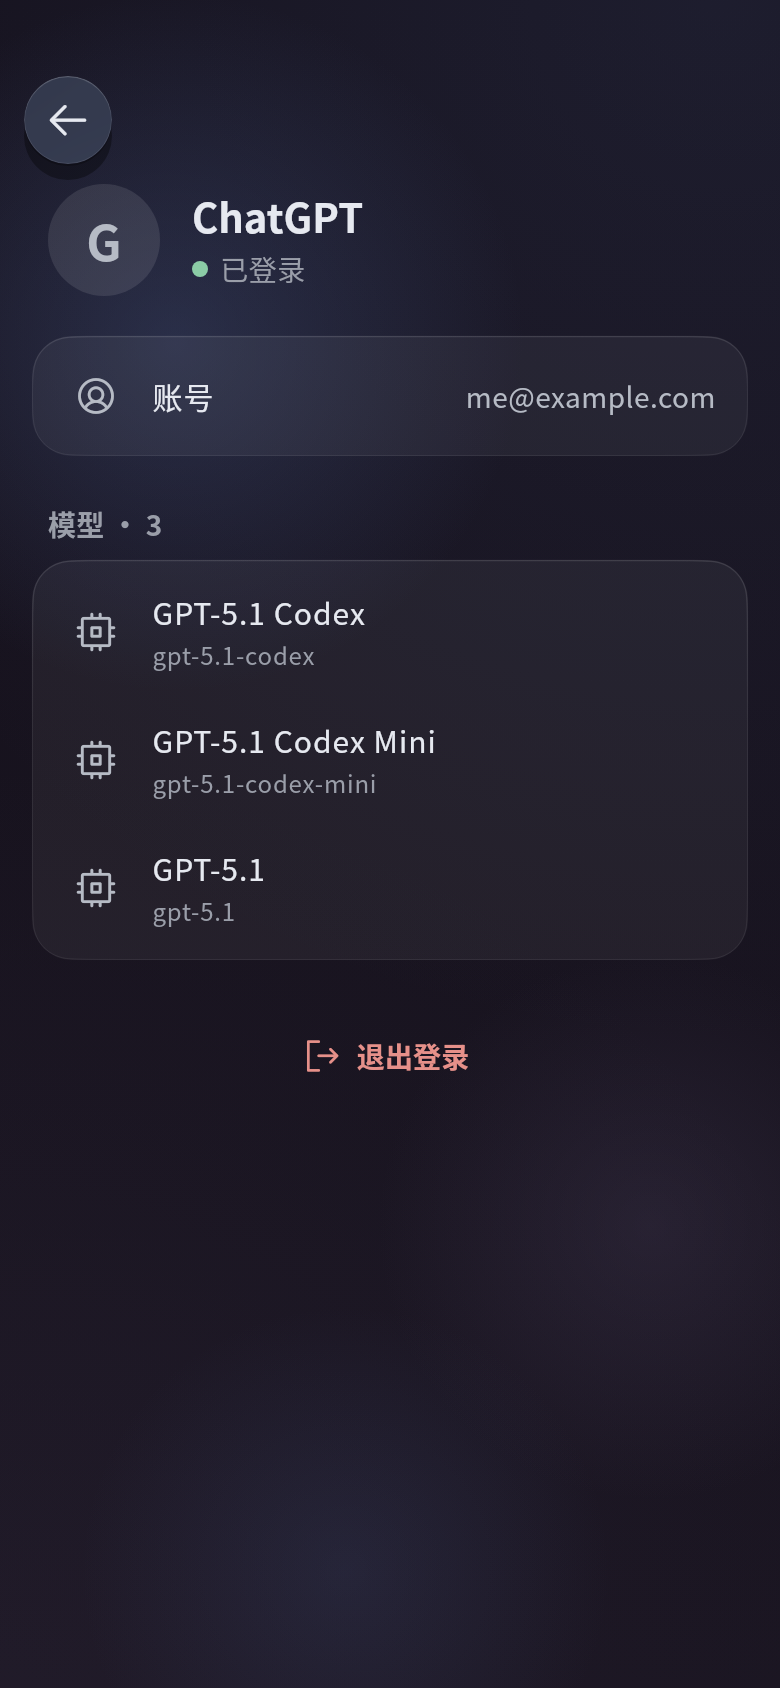 G
ChatGPT
已登录
账号 me@example.com
模型 · 3
GPT-5.1 Codex
gpt-5.1-codex
GPT-5.1 Codex Mini
gpt-5.1-codex-mini
GPT-5.1
gpt-5.1
退出登录